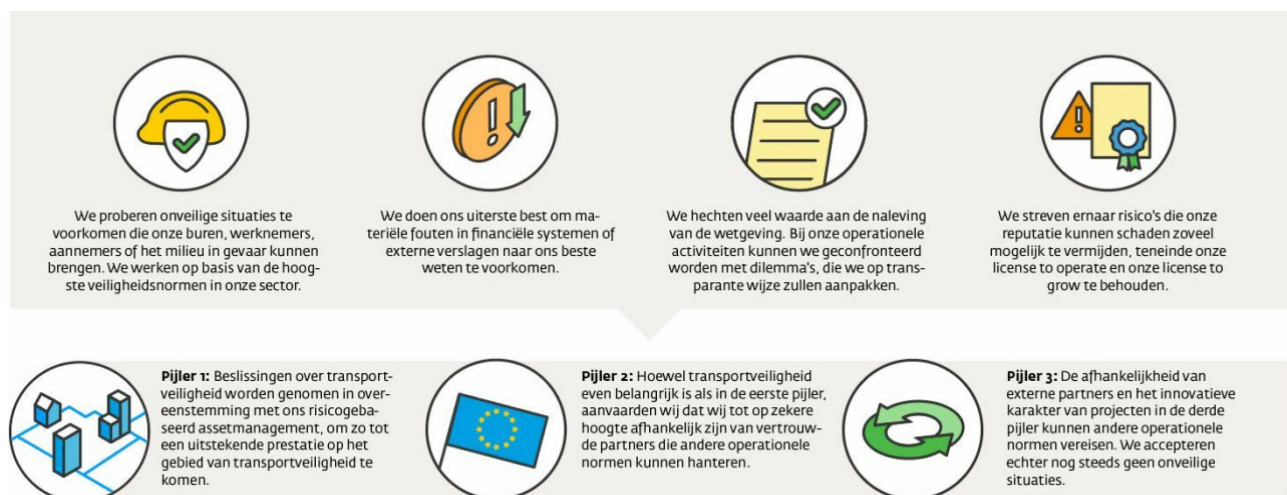 We proberen onveilige situaties te
voorkomen die onze buren, werknemers,
aannemers of het milieu in gevaar kunnen
brengen. We werken op basis van de hoog-
ste veiligheidsnormen in onze sector.
We doen ons uiterste best om ma-
teriële fouten in financiële systemen of
externe verslagen naar ons beste
weten te voorkomen.
We hechten veel waarde aan de naleving
van de wetgeving. Bij onze operationele
activiteiten kunnen we geconfronteerd
worden met dilemma's, die we op trans-
parante wijze zullen aanpakken.
We streven ernaar risico's die onze
reputatie kunnen schaden zoveel
mogelijk te vermijden, teneinde onze
license to operate en onze license to
grow te behouden.
Pijler 1: Beslissingen over transport-
veiligheid worden genomen in over-
eenstemming met ons risicogeba-
seerd assetmanagement, om zo tot
een uitstekende prestatie op het
gebied van transportveiligheid te
komen.
Pijler 2: Hoewel transportveiligheid
even belangrijk is als in de eerste pijler,
aanvaarden wij dat wij tot op zekere
hoogte afhankelijk zijn van vertrouw-
de partners die andere operationele
normen kunnen hanteren.
Pijler 3: De afhankelijkheid van
externe partners en het innovatieve
karakter van projecten in de derde
pijler kunnen andere operationele
normen vereisen. We accepteren
echter nog steeds geen onveilige
situaties.